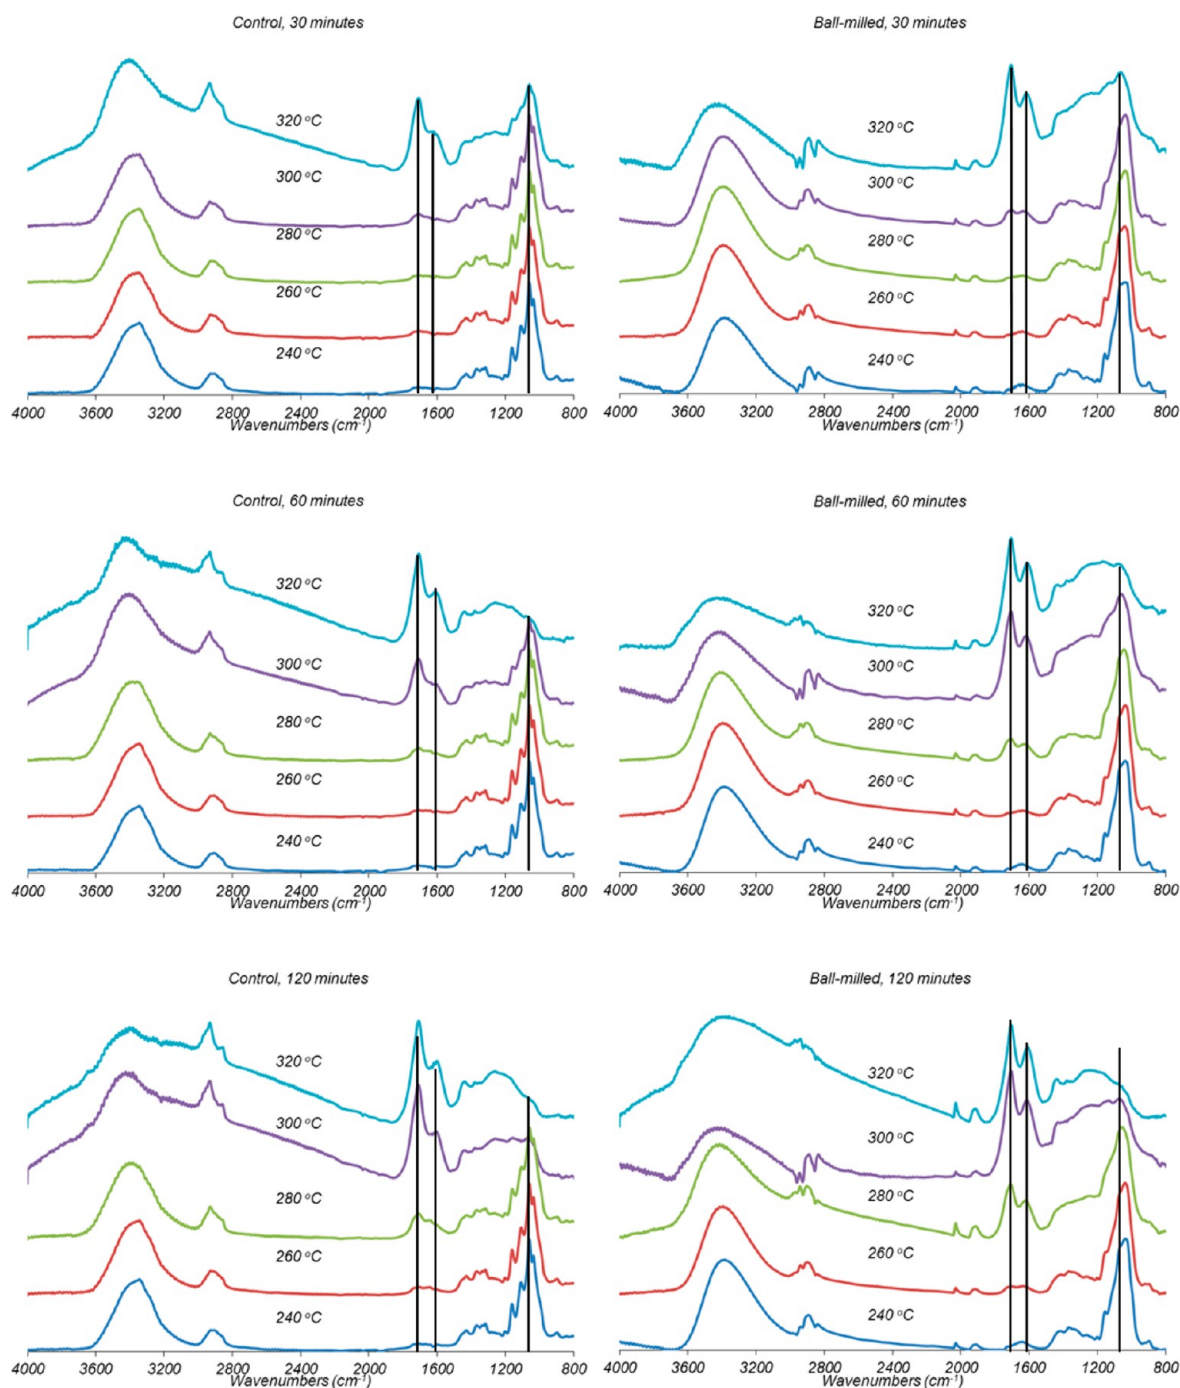 Control, 30 minutes
320 °C
300 °C
280 °C
260 °C
240 °C
4000 3600 3200 2800 2400 2000 1600 1200 800
Wavenumbers (cm⁻¹)
Ball-milled, 30 minutes
320 °C
300 °C
280 °C
260 °C
240 °C
4000 3600 3200 2800 2400 2000 1600 1200 800
Wavenumbers (cm⁻¹)
Control, 60 minutes
320 °C
300 °C
280 °C
260 °C
240 °C
4000 3600 3200 2800 2400 2000 1600 1200 800
Wavenumbers (cm⁻¹)
Ball-milled, 60 minutes
320 °C
300 °C
280 °C
260 °C
240 °C
4000 3600 3200 2800 2400 2000 1600 1200 800
Wavenumbers (cm⁻¹)
Control, 120 minutes
320 °C
300 °C
280 °C
260 °C
240 °C
4000 3600 3200 2800 2400 2000 1600 1200 800
Wavenumbers (cm⁻¹)
Ball-milled, 120 minutes
320 °C
300 °C
280 °C
260 °C
240 °C
4000 3600 3200 2800 2400 2000 1600 1200 800
Wavenumbers (cm⁻¹)